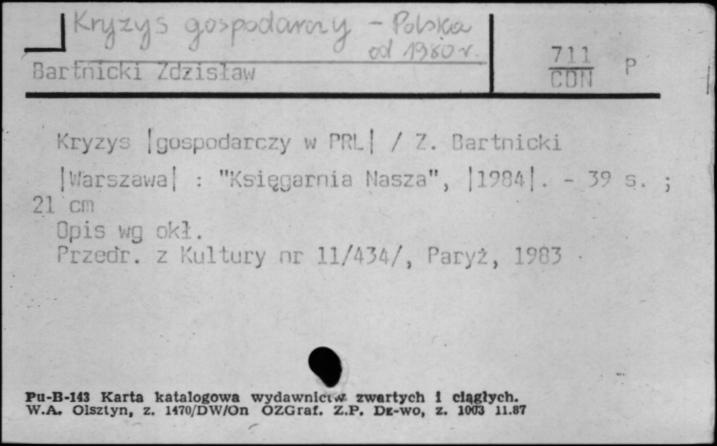 Kryzys gospodarczy - Polska
od 1980 r.
Bartnicki Zdzisław
711
CDN
P
Kryzys |gospodarczy w PRL| / Z. Bartnicki
|Warszawa| : "Księgarnia Nasza", |1984|. - 39 s. ;
21 cm
Opis wg okł.
Przedr. z Kultury nr 11/434/, Paryż, 1983
Pu-B-143 Karta katalogowa wydawnictw zwartych i ciągłych.
W.A. Olsztyn, z. 1470/DW/On OZGraf. Z.P. Dz-wo, z. 1003 11.87